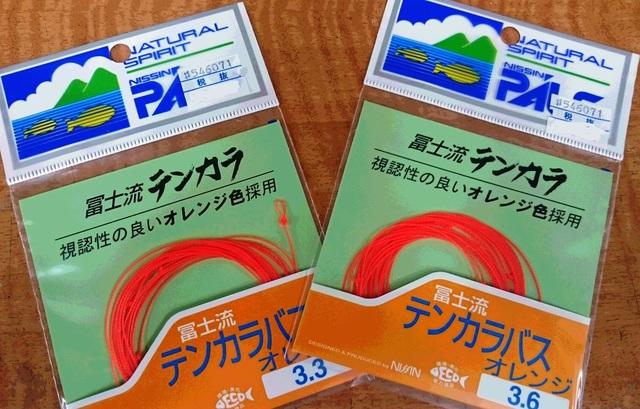 NATURAL
SPIRIT
NISSIN
#546071
税抜
冨士流 テンカラ
視認性の良いオレンジ色採用
冨士流
テンカラバス
オレンジ
3.3
NATURAL
SPIRIT
NISSIN
#546071
税抜
冨士流 テンカラ
視認性の良いオレンジ色採用
冨士流
テンカラバス
オレンジ
DESIGNED & PRODUCED by NISSIN
ECO
3.6